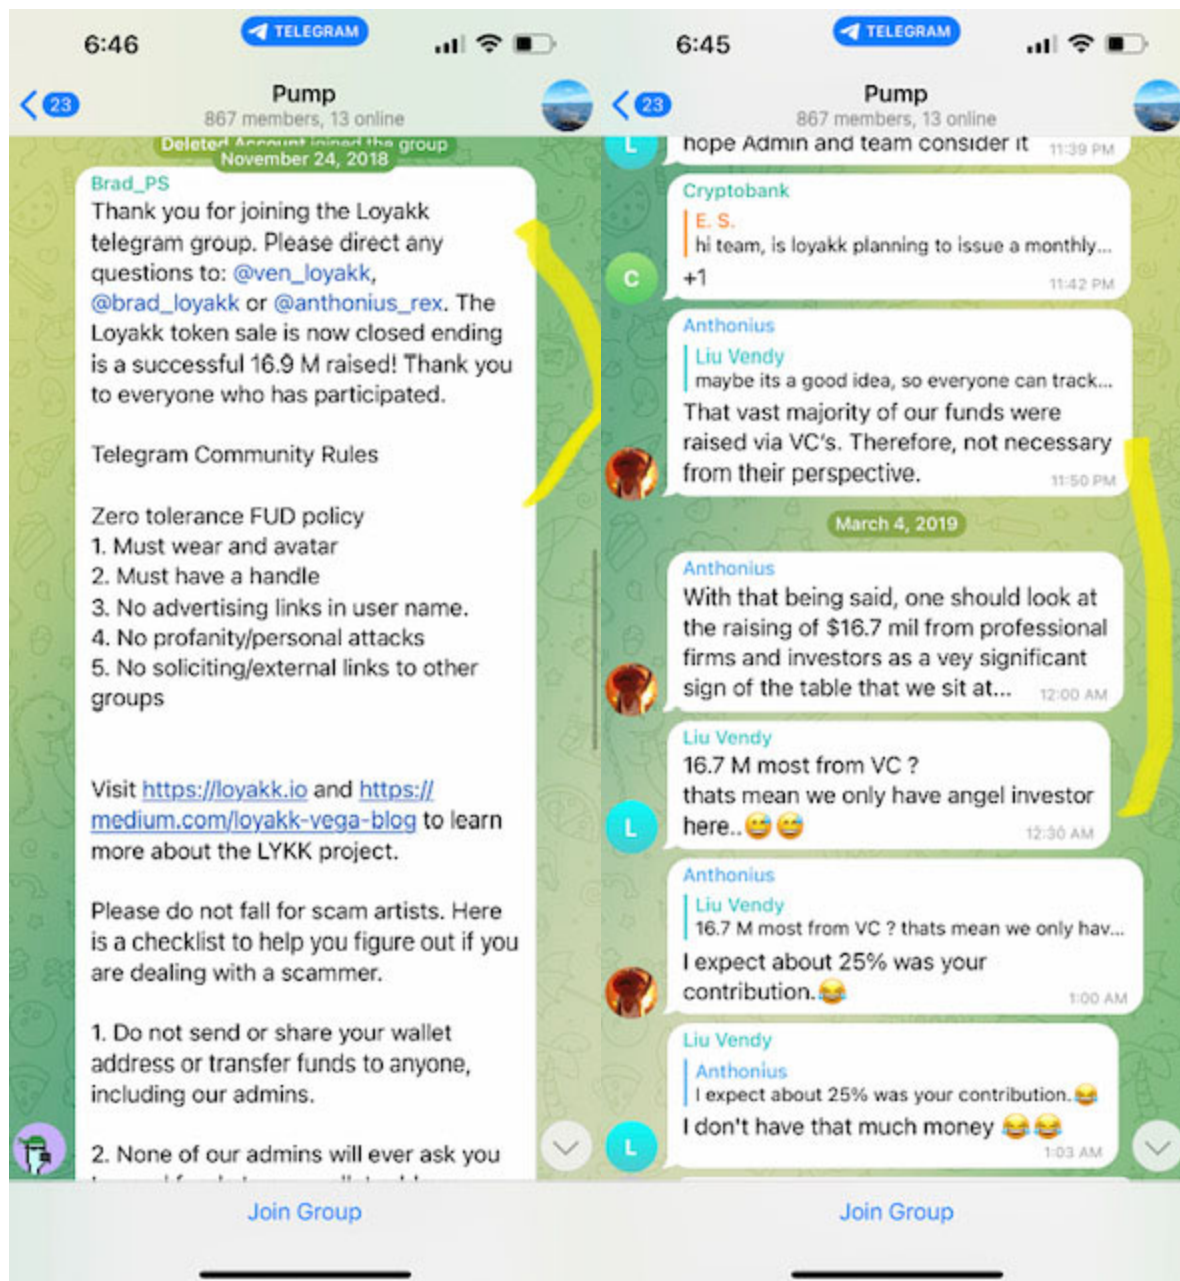 6:46
TELEGRAM
23
Pump
867 members, 13 online
Deleted Account joined the group
November 24, 2018
Brad_PS
Thank you for joining the Loyakk
telegram group. Please direct any
questions to: @ven_loyakk,
@brad_loyakk or @anthonius_rex. The
Loyakk token sale is now closed ending
is a successful 16.9 M raised! Thank you
to everyone who has participated.
Telegram Community Rules
Zero tolerance FUD policy
1. Must wear and avatar
2. Must have a handle
3. No advertising links in user name.
4. No profanity/personal attacks
5. No soliciting/external links to other
groups
Visit https://loyakk.io and https://
medium.com/loyakk-vega-blog to learn
more about the LYKK project.
Please do not fall for scam artists. Here
is a checklist to help you figure out if you
are dealing with a scammer.
1. Do not send or share your wallet
address or transfer funds to anyone,
including our admins.
2. None of our admins will ever ask you
Join Group
6:45
TELEGRAM
23
Pump
867 members, 13 online
L
hope Admin and team consider it
11:39 PM
Cryptobank
E. S.
hi team, is loyakk planning to issue a monthly...
C
+1
11:42 PM
Anthonius
Liu Vendy
maybe its a good idea, so everyone can track...
That vast majority of our funds were
raised via VC's. Therefore, not necessary
from their perspective.
11:50 PM
March 4, 2019
Anthonius
With that being said, one should look at
the raising of $16.7 mil from professional
firms and investors as a vey significant
sign of the table that we sit at...
12:00 AM
Liu Vendy
16.7 M most from VC ?
thats mean we only have angel investor
here..😅😅
L
12:30 AM
Anthonius
Liu Vendy
16.7 M most from VC ? thats mean we only hav...
I expect about 25% was your
contribution.😂
1:00 AM
Liu Vendy
Anthonius
I expect about 25% was your contribution.😂
I don't have that much money 😂😂
L
1:03 AM
Join Group